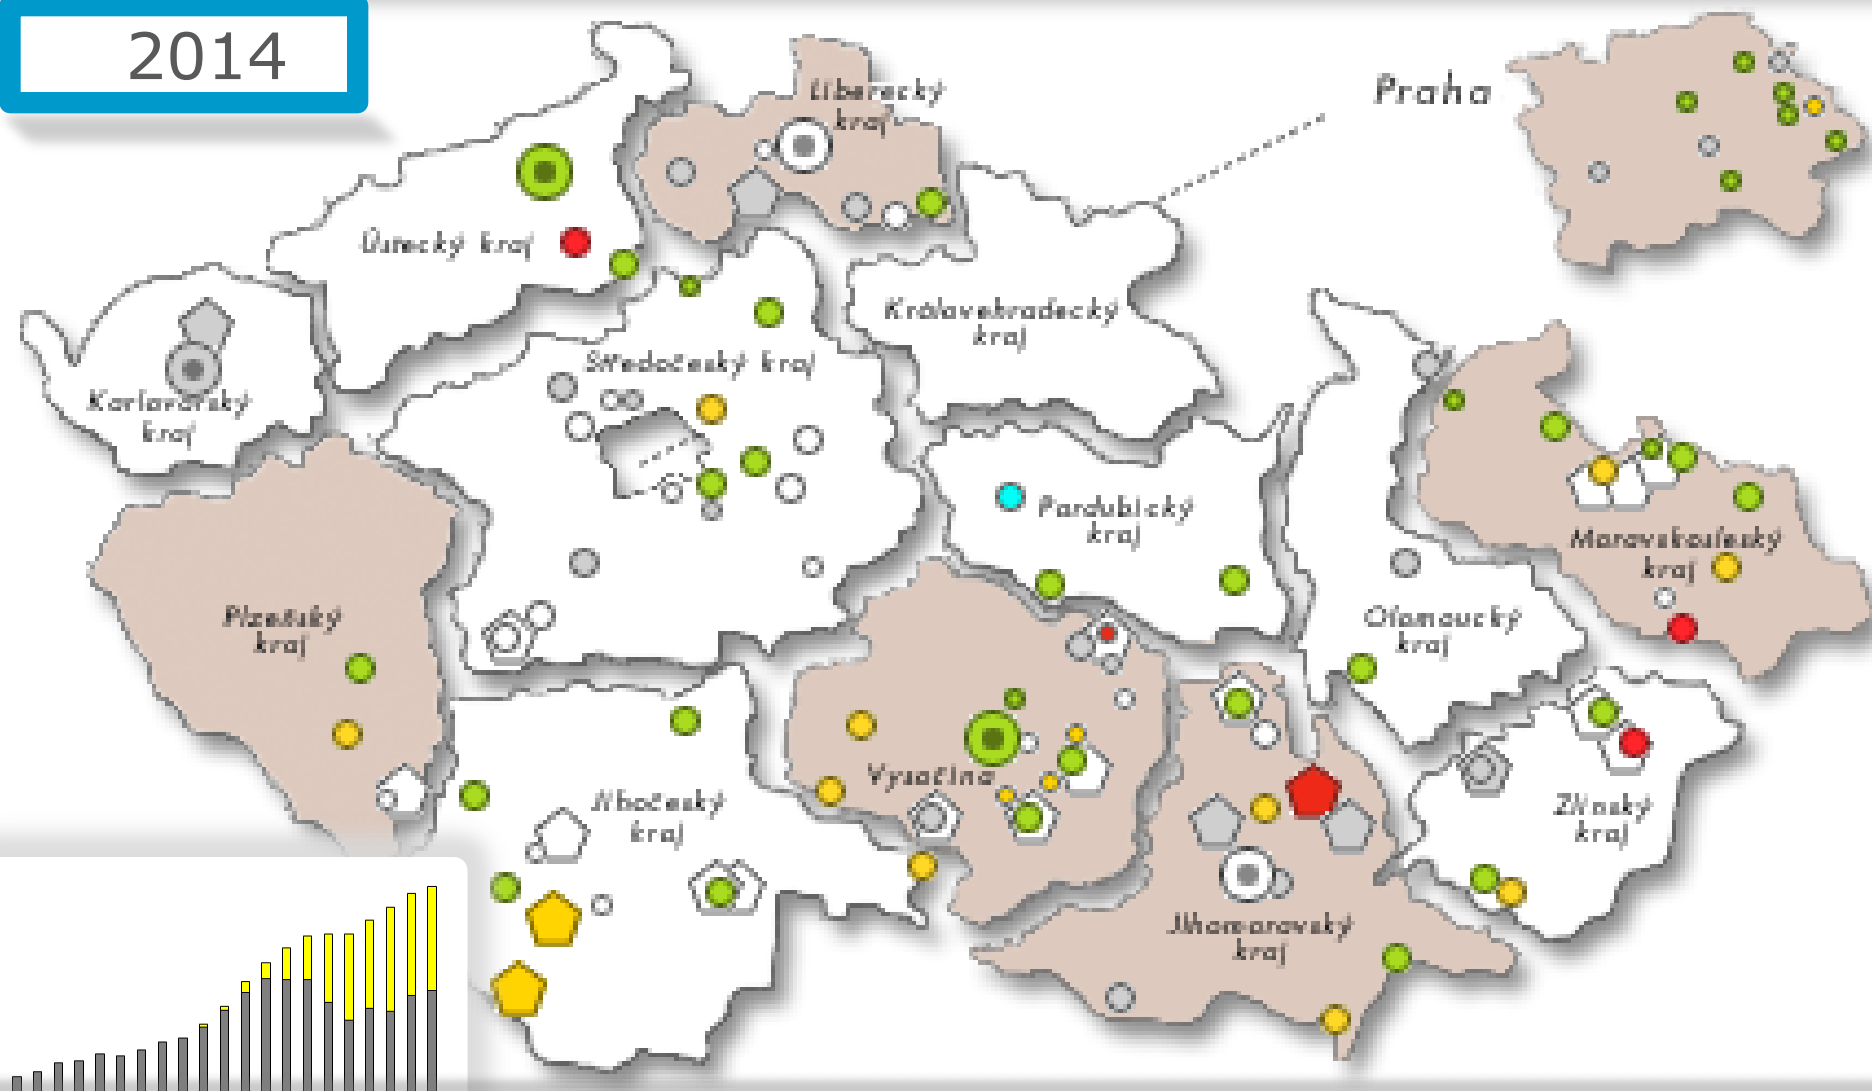 2014
Liberecký
kraj
Praha
Ústecký kraj
Královehradecký
kraj
Středočeský kraj
Karlovarský
kraj
Pardubický
kraj
Moravskoslezský
kraj
Plzeňský
kraj
Olomoucký
kraj
Vysočina
Jihočeský
kraj
Zlínský
kraj
Jihomoravský
kraj